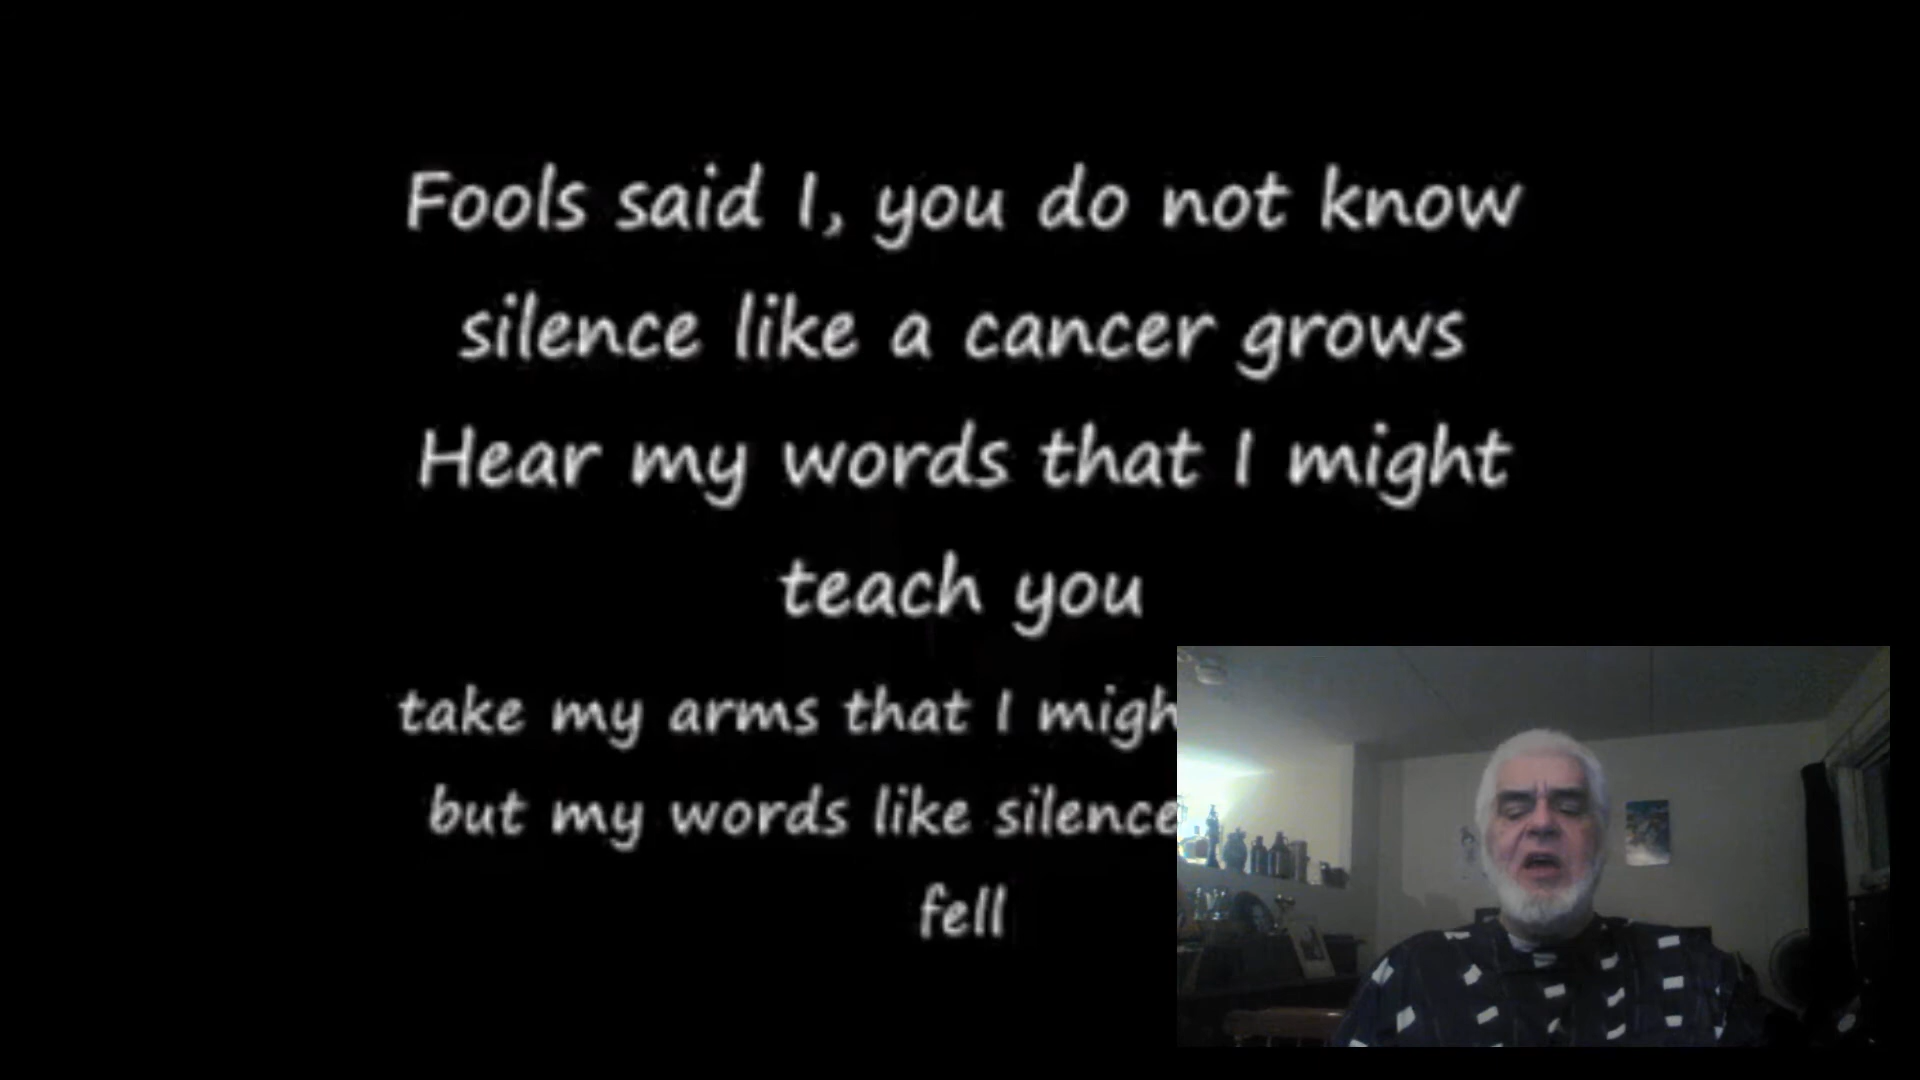 Fools said I, you do not know
silence like a cancer grows
Hear my words that I might
teach you
take my arms that I migh
but my words like silence
fell